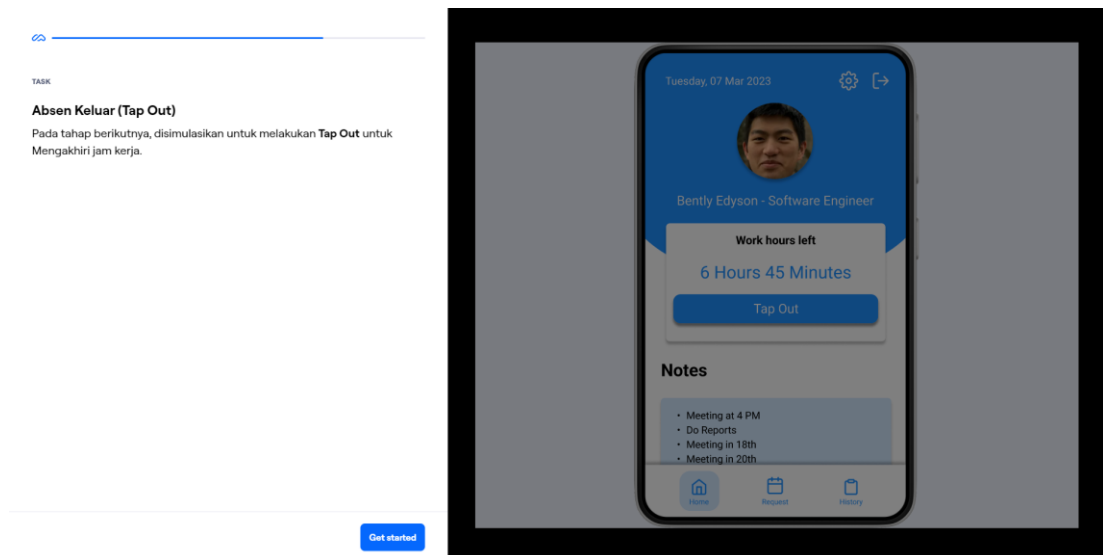 TASK
Absen Keluar (Tap Out)
Pada tahap berikutnya, disimulasikan untuk melakukan Tap Out untuk
Mengakhiri jam kerja.
Get started
Tuesday, 07 Mar 2023
Bently Edyson - Software Engineer
Work hours left
6 Hours 45 Minutes
Tap Out
Notes
• Meeting at 4 PM
• Do Reports
• Meeting in 18th
• Meeting in 20th
Home
Request
History